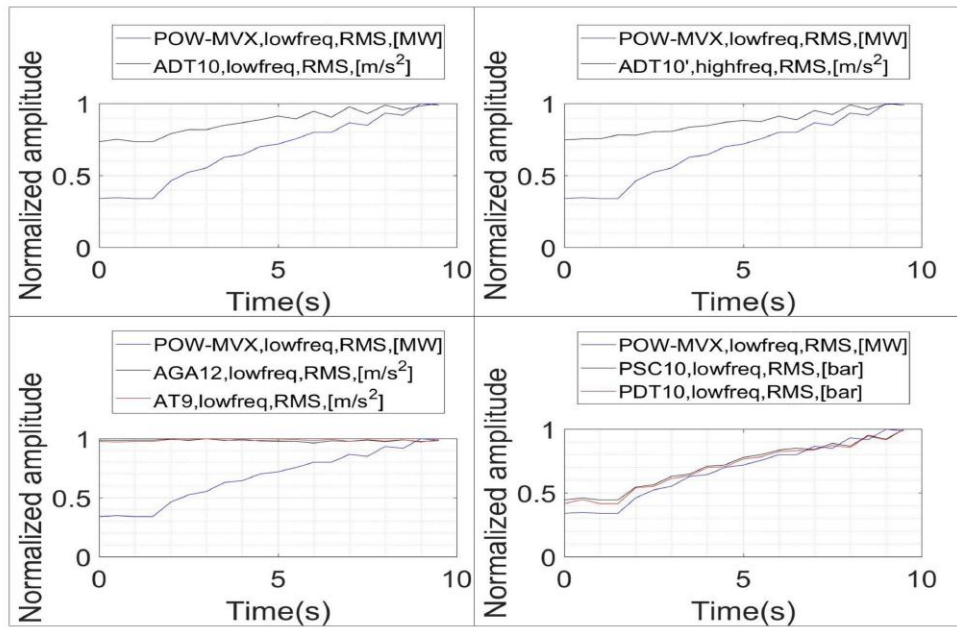 POW-MVX,lowfreq,RMS,[MW]
ADT10,lowfreq,RMS,[m/s²]
Normalized amplitude
1
0.5
0
0 5 10
Time(s)
POW-MVX,lowfreq,RMS,[MW]
ADT10',highfreq,RMS,[m/s²]
Normalized amplitude
1
0.5
0
0 5 10
Time(s)
POW-MVX,lowfreq,RMS,[MW]
AGA12,lowfreq,RMS,[m/s²]
AT9,lowfreq,RMS,[m/s²]
Normalized amplitude
1
0.5
0
0 5 10
Time(s)
POW-MVX,lowfreq,RMS,[MW]
PSC10,lowfreq,RMS,[bar]
PDT10,lowfreq,RMS,[bar]
Normalized amplitude
1
0.5
0
0 5 10
Time(s)